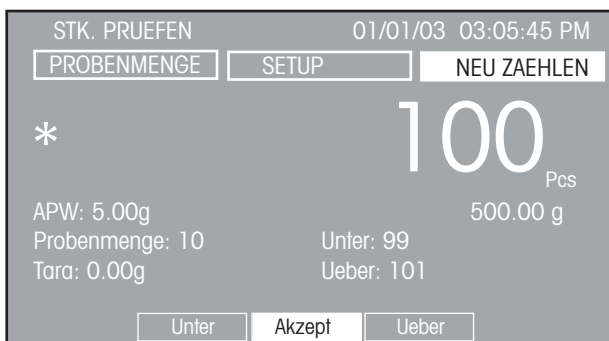 STK. PRUEFEN 01/01/03 03:05:45 PM
PROBENMENGE SETUP NEU ZAEHLEN
* 100 Pcs
APW: 5.00g 500.00 g
Probenmenge: 10 Unter: 99
Tara: 0.00g Ueber: 101
Unter Akzept Ueber